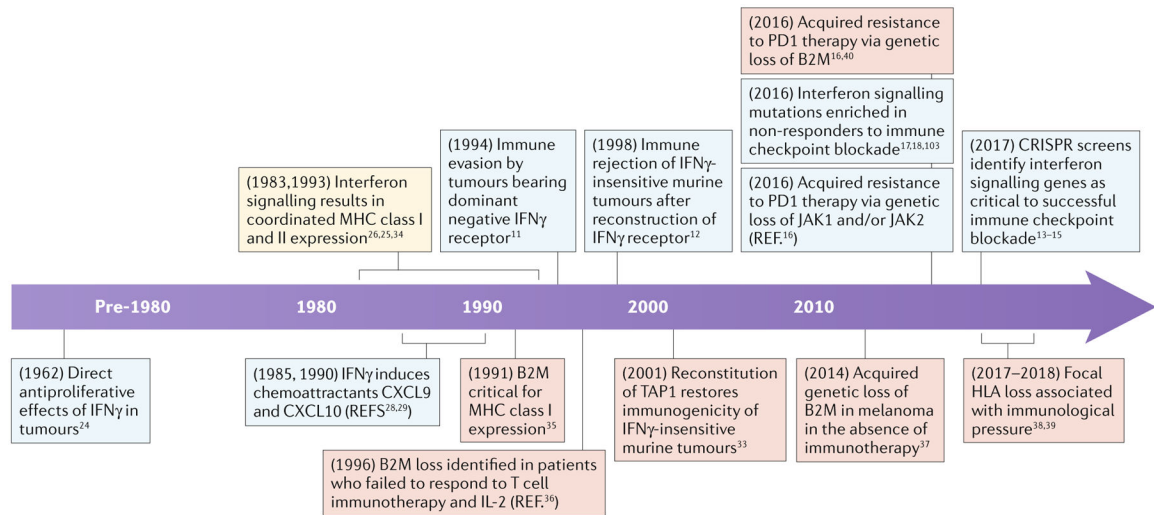 (2016) Acquired resistance
to PD1 therapy via genetic
loss of B2M16,40
(2016) Interferon signalling
mutations enriched in
non-responders to immune
checkpoint blockade17,18,103
(2016) Acquired resistance
to PD1 therapy via genetic
loss of JAK1 and/or JAK2
(REF.16)
(1983,1993) Interferon
signalling results in
coordinated MHC class I
and II expression26,25,34
(1994) Immune
evasion by
tumours bearing
dominant
negative IFNγ
receptor11
(1998) Immune
rejection of IFNγ-
insensitive murine
tumours after
reconstruction of
IFNγ receptor12
(2017) CRISPR screens
identify interferon
signalling genes as
critical to successful
immune checkpoint
blockade13–15
Pre-1980 1980 1990 2000 2010
(1962) Direct
antiproliferative
effects of IFNγ in
tumours24
(1985, 1990) IFNγ induces
chemoattractants CXCL9
and CXCL10 (REFS28,29)
(1991) B2M
critical for
MHC class I
expression35
(1996) B2M loss identified in patients
who failed to respond to T cell
immunotherapy and IL-2 (REF.36)
(2001) Reconstitution
of TAP1 restores
immunogenicity of
IFNγ-insensitive
murine tumours33
(2014) Acquired
genetic loss of
B2M in melanoma
in the absence of
immunotherapy37
(2017–2018) Focal
HLA loss associated
with immunological
pressure38,39